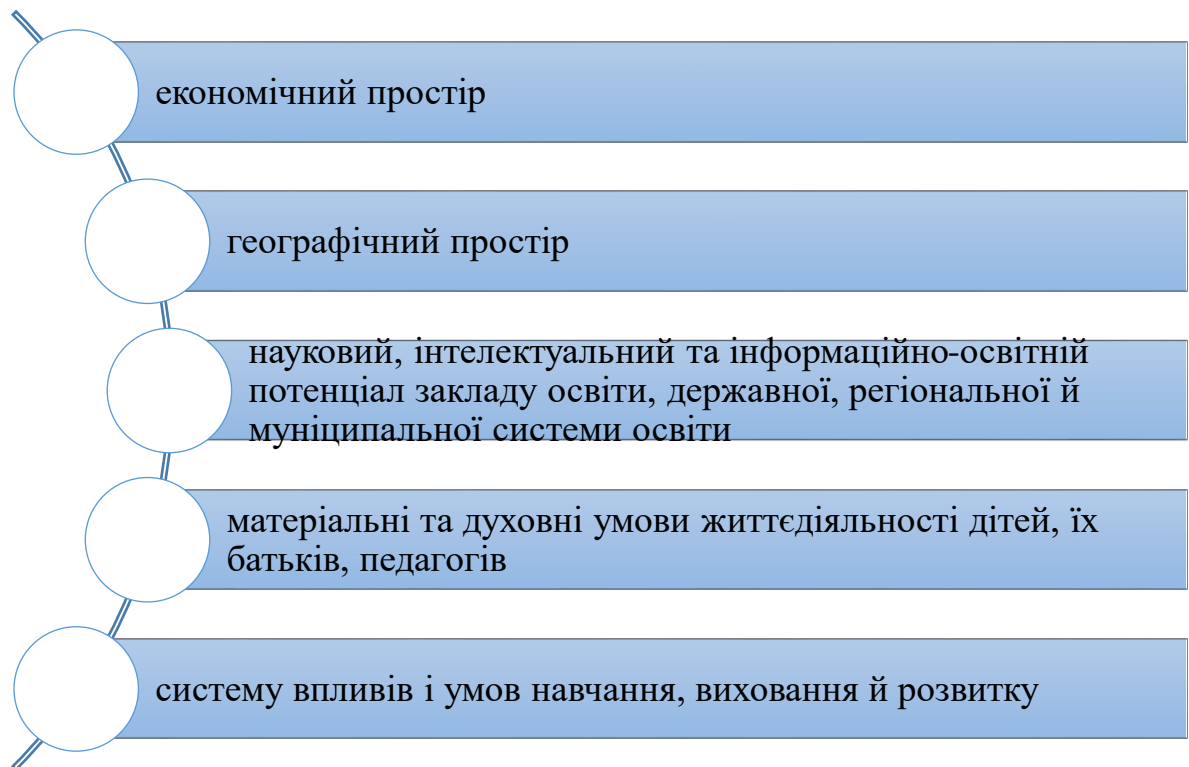 економічний простір
географічний простір
науковий, інтелектуальний та інформаційно-освітній
потенціал закладу освіти, державної, регіональної й
муніципальної системи освіти
матеріальні та духовні умови життєдіяльності дітей, їх
батьків, педагогів
систему впливів і умов навчання, виховання й розвитку